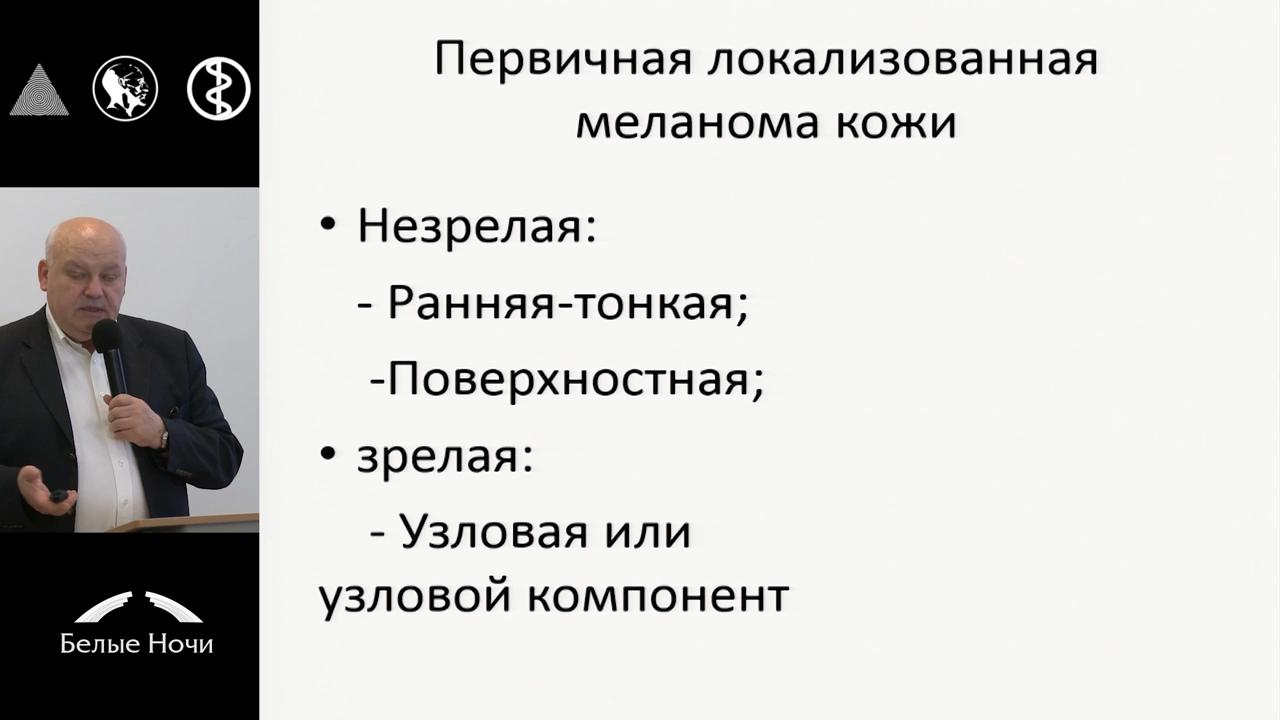 Первичная локализованная
меланома кожи
• Незрелая:
- Ранняя-тонкая;
-Поверхностная;
• зрелая:
- Узловая или
узловой компонент
Белые Ночи